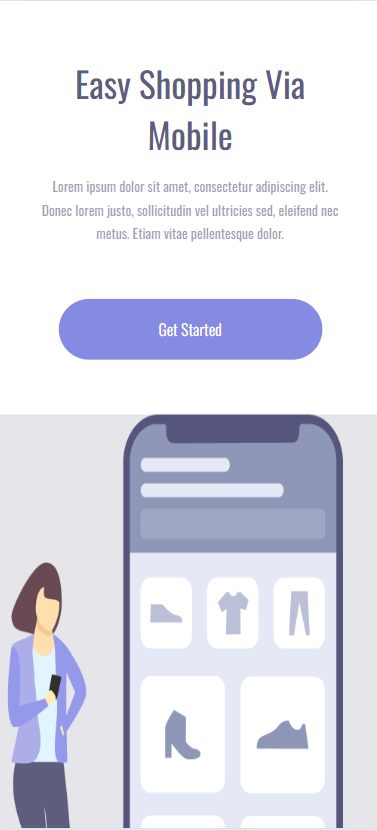 Easy Shopping Via
Mobile
Lorem ipsum dolor sit amet, consectetur adipiscing elit.
Donec lorem justo, sollicitudin vel ultricies sed, eleifend nec
metus. Etiam vitae pellentesque dolor.
Get Started